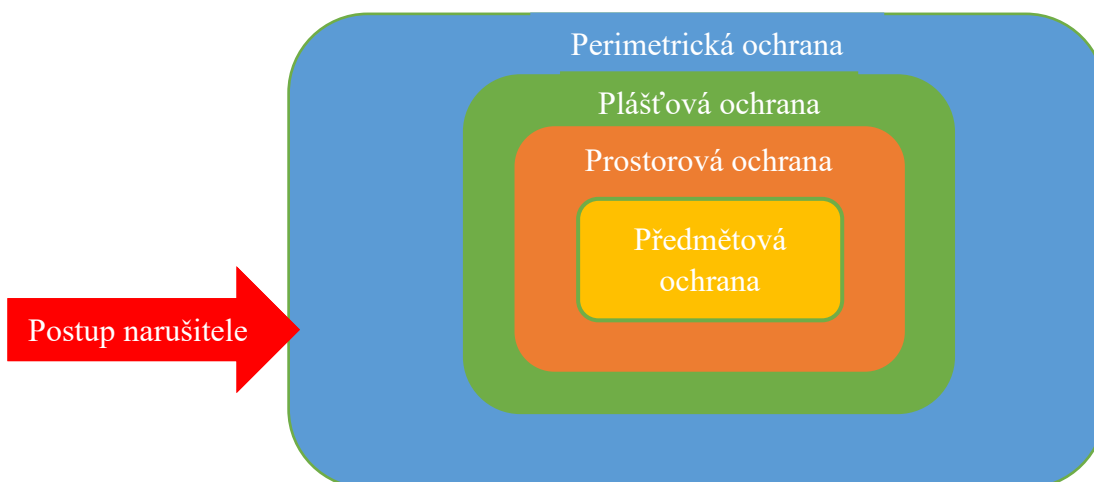 Perimetrická ochrana
Plášťová ochrana
Prostorová ochrana
Předmětová
ochrana
Postup narušitele